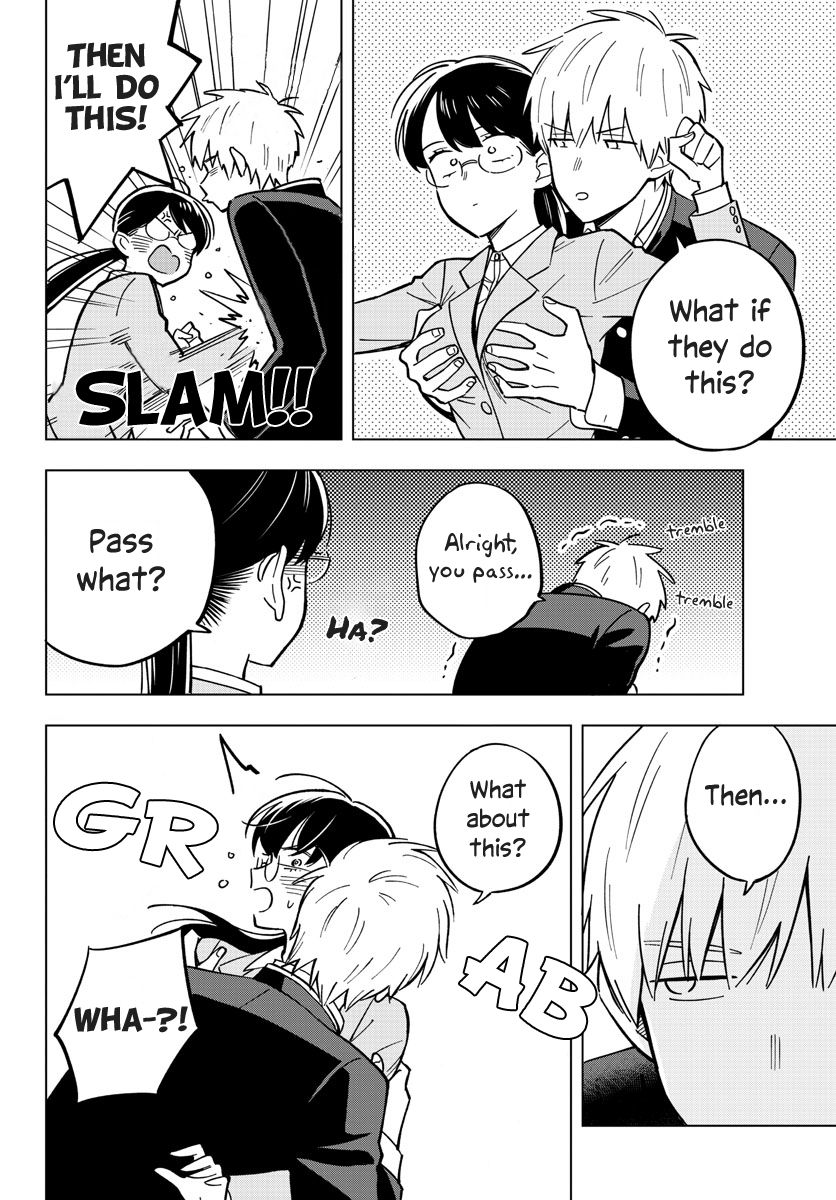 What if
they do
this?
THEN
I'LL DO
THIS!
SLAM!!
tremble
Alright,
you pass...
tremble
HA?
Pass
what?
Then...
What
about
this?
GR
AB
WHA-?!